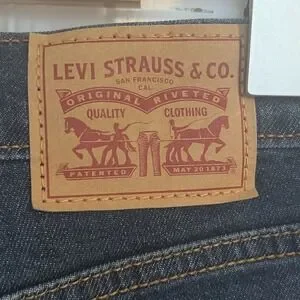 LEVI STRAUSS & CO.
SAN FRANCISCO
CAL.
ORIGINAL RIVETED
QUALITY CLOTHING
PATENTED MAY 20 1873